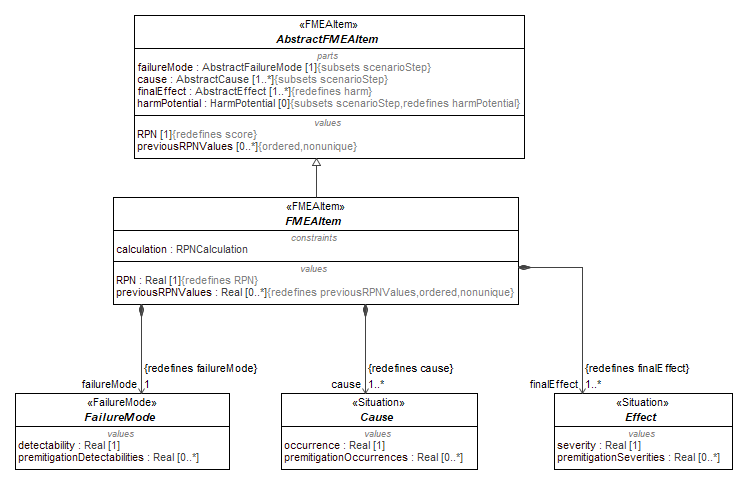 «FMEAItem»
AbstractFMEAItem
parts
failureMode : AbstractFailureMode [1]{subsets scenarioStep}
cause : AbstractCause [1..*]{subsets scenarioStep}
finalEffect : AbstractEffect [1..*]{redefines harm}
harmPotential : HarmPotential [0]{subsets scenarioStep,redefines harmPotential}
values
RPN [1]{redefines score}
previousRPNValues [0..*]{ordered,nonunique}
«FMEAItem»
FMEAItem
constraints
calculation : RPNCalculation
values
RPN : Real [1]{redefines RPN}
previousRPNValues : Real [0..*]{redefines previousRPNValues,ordered,nonunique}
{redefines failureMode}
failureMode 1
{redefines cause}
cause 1..*
{redefines finalEffect}
finalEffect 1..*
«FailureMode»
FailureMode
values
detectability : Real [1]
premitigationDetectabilities : Real [0..*]
«Situation»
Cause
values
occurrence : Real [1]
premitigationOccurrences : Real [0..*]
«Situation»
Effect
values
severity : Real [1]
premitigationSeverities : Real [0..*]